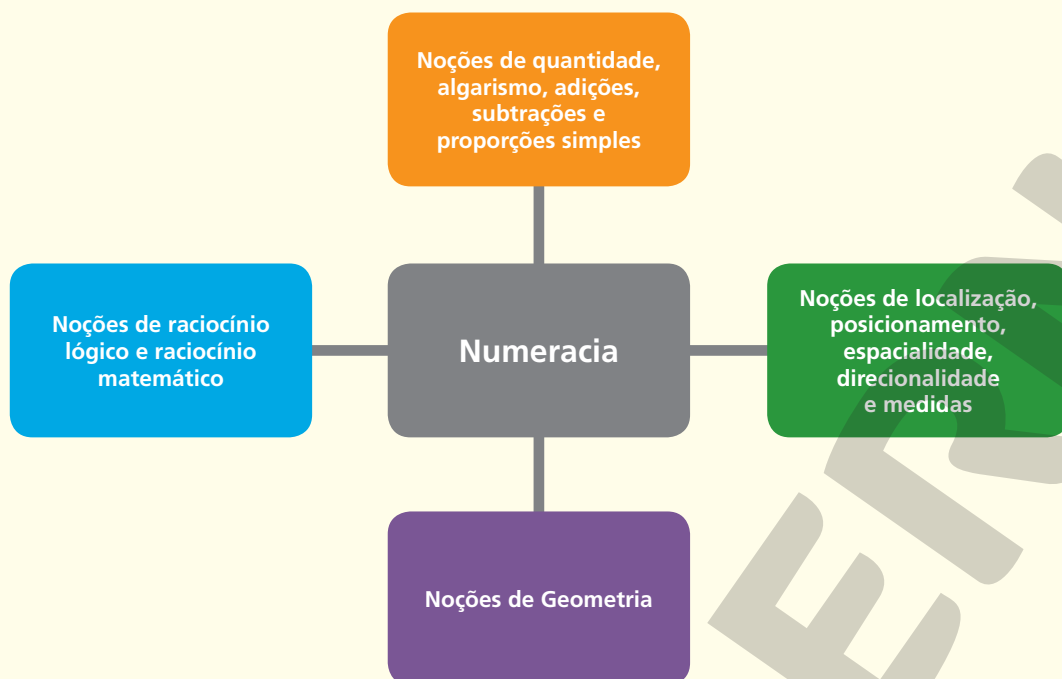 Noções de quantidade,
algarismo, adições,
subtrações e
proporções simples
Noções de raciocínio
lógico e raciocínio
matemático
Numeracia
Noções de localização,
posicionamento,
espacialidade,
direcionalidade
e medidas
Noções de Geometria